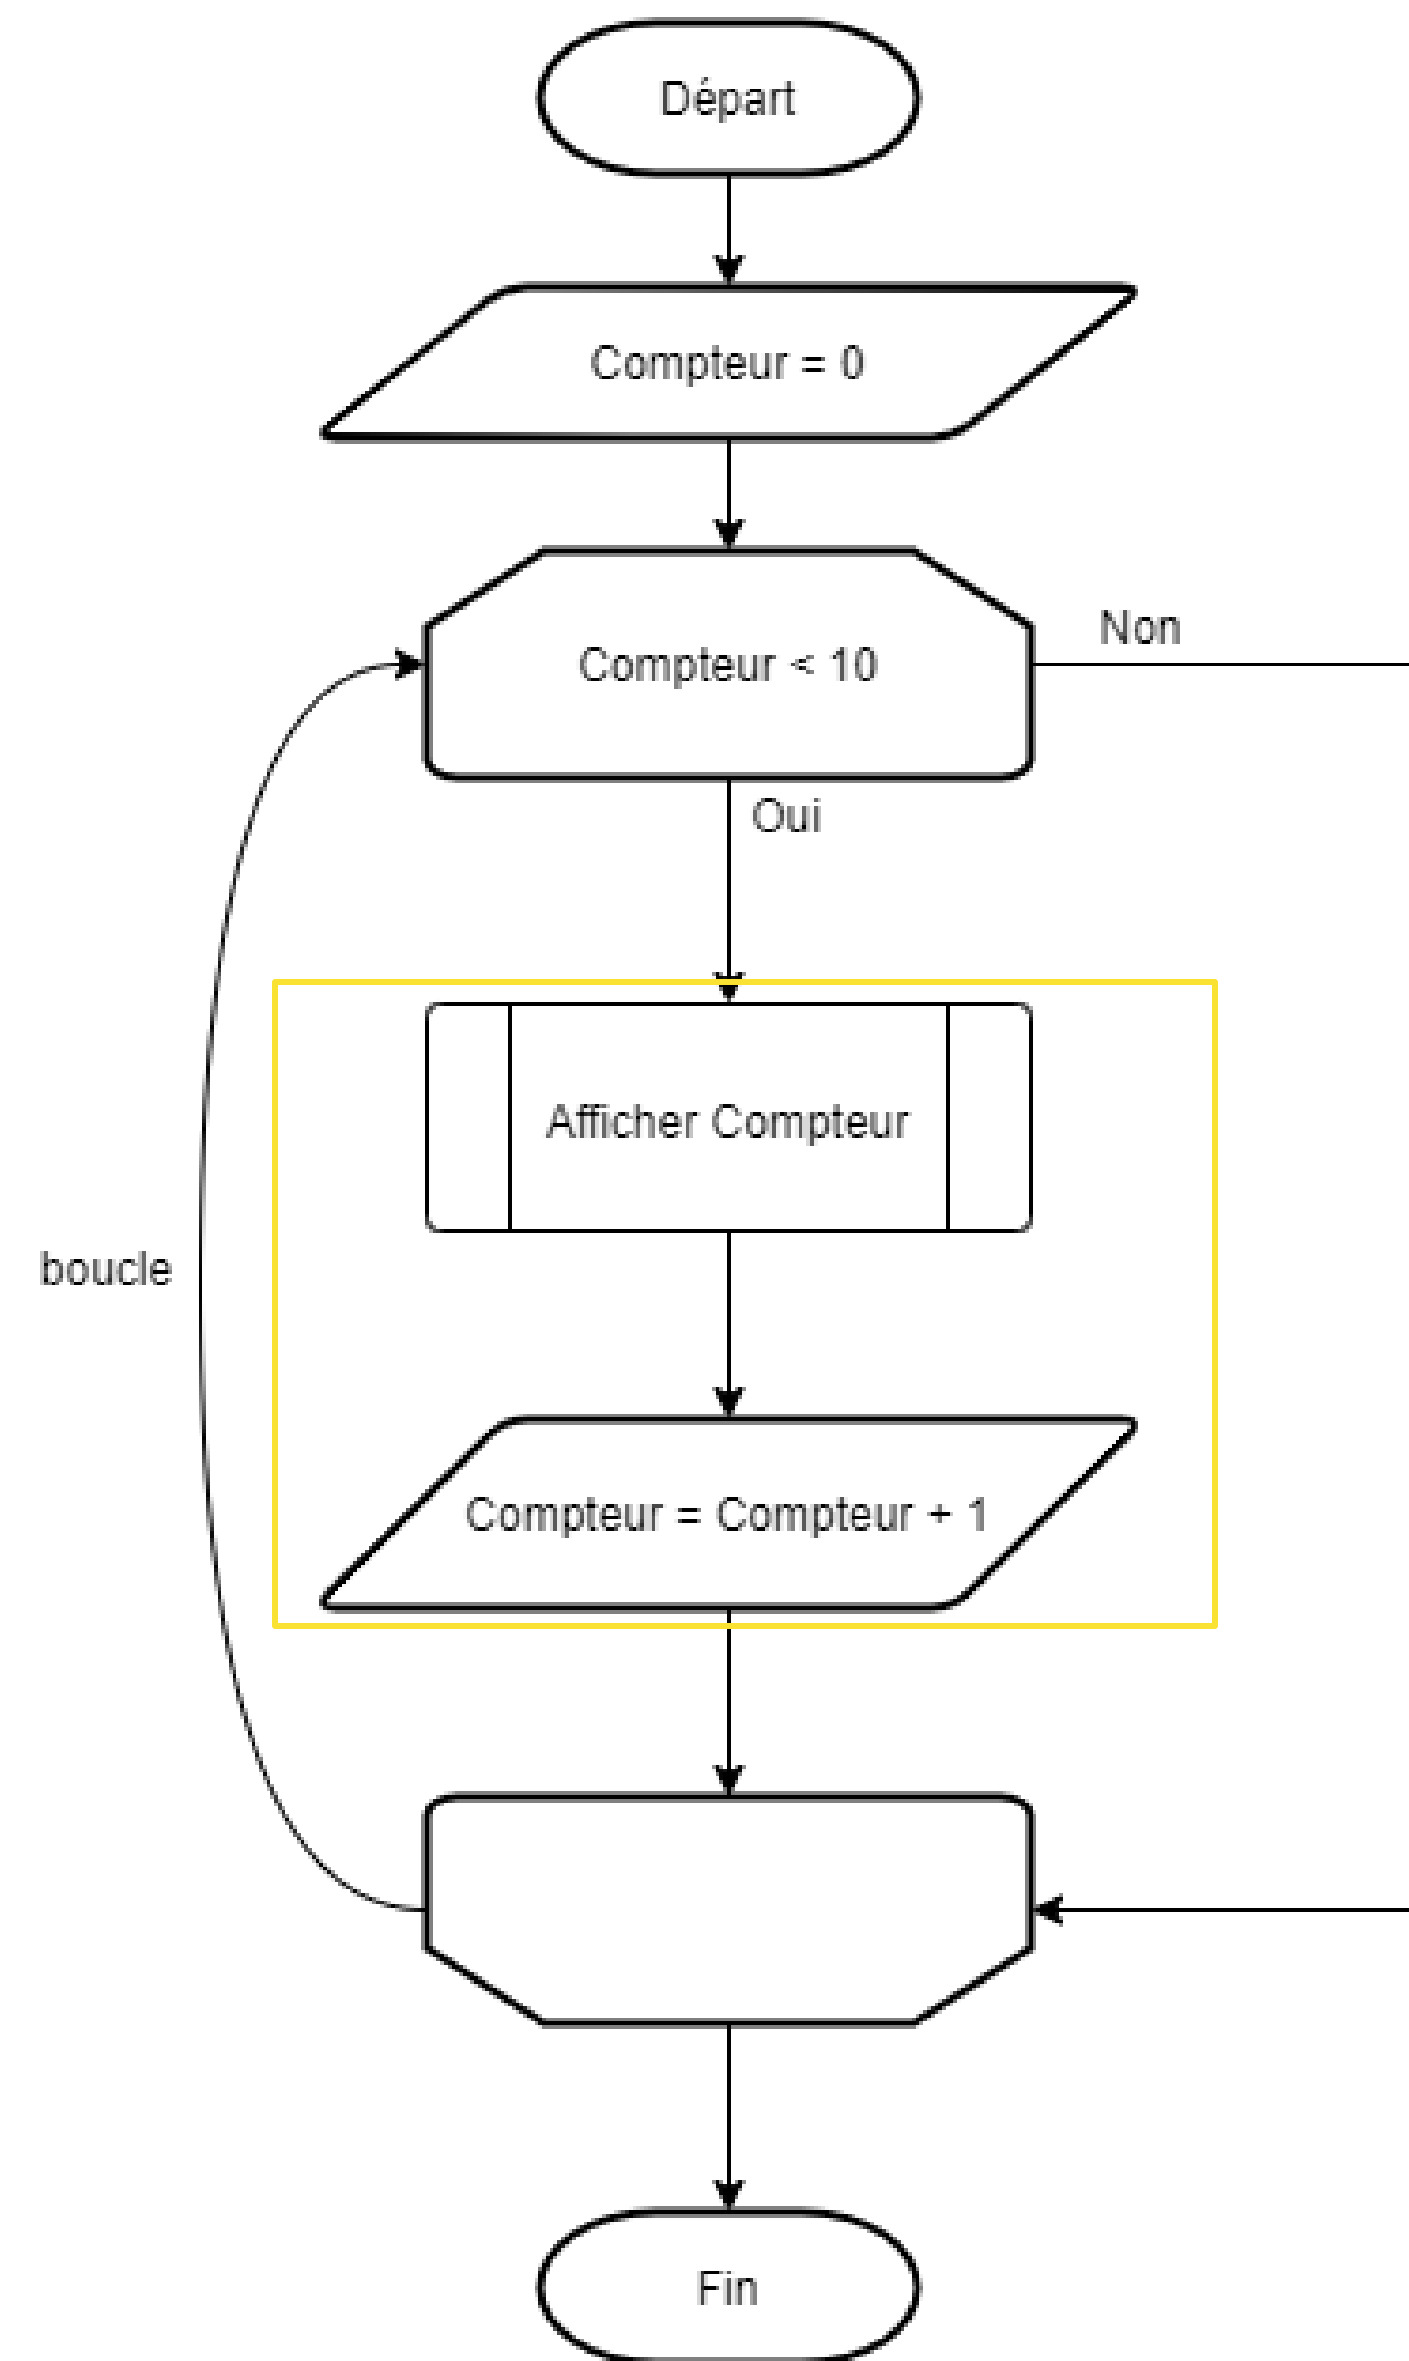 Départ
Compteur = 0
Compteur < 10
Non
Oui
Afficher Compteur
boucle
Compteur = Compteur + 1
Fin